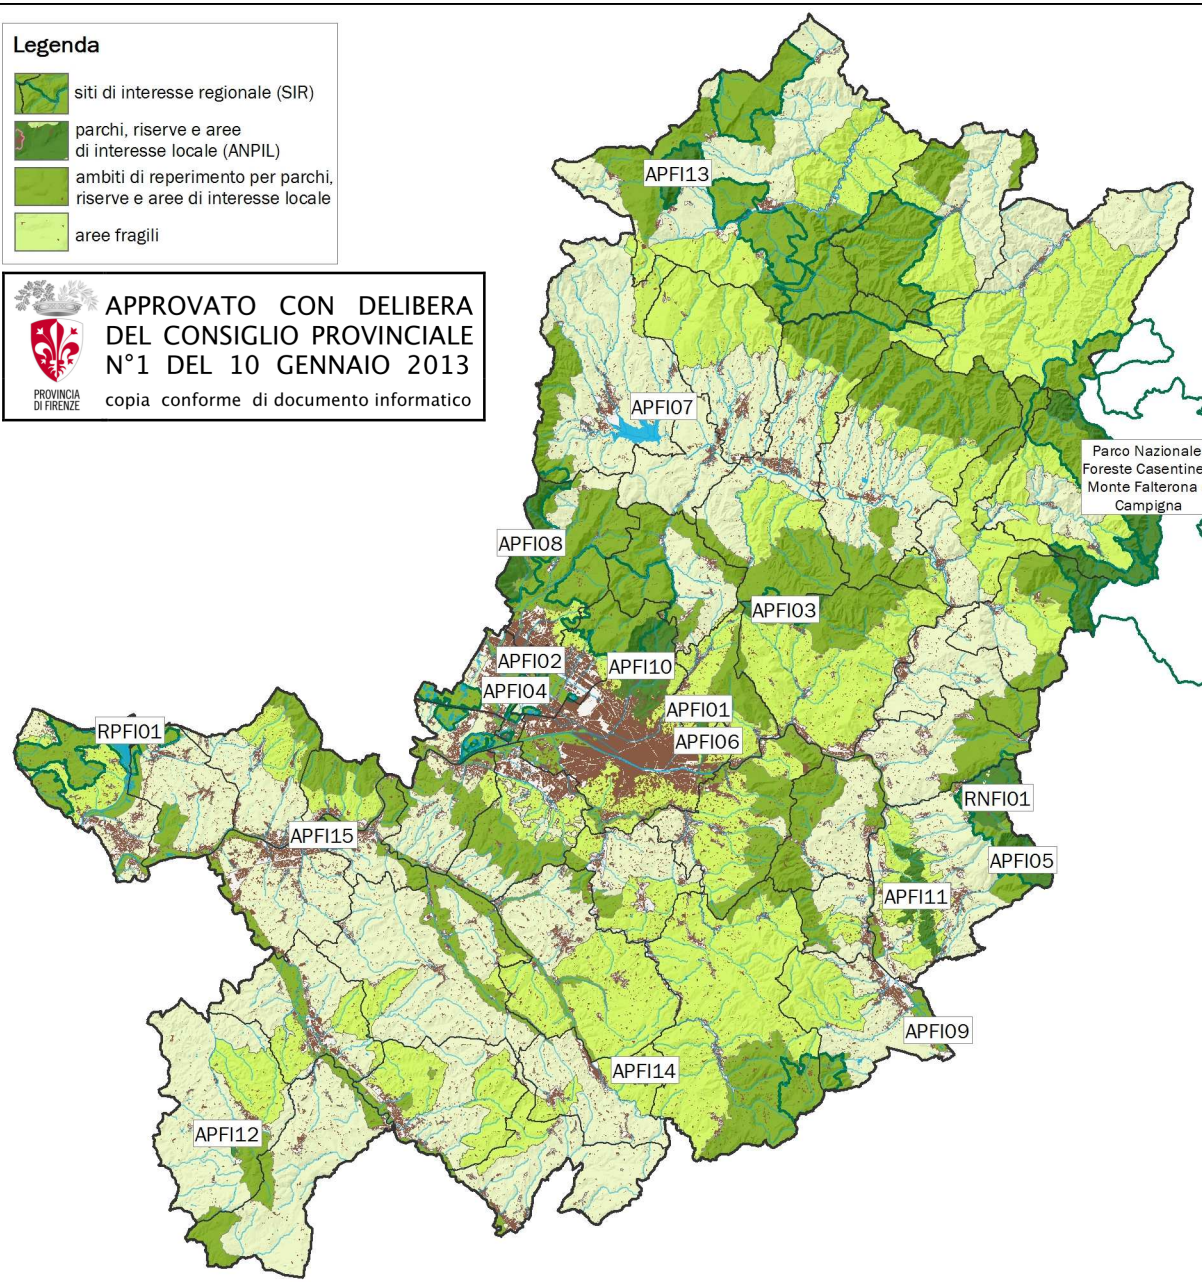 Legenda
siti di interesse regionale (SIR)
parchi, riserve e aree
di interesse locale (ANPIL)
ambiti di reperimento per parchi,
riserve e aree di interesse locale
aree fragili
PROVINCIA
DI FIRENZE
APPROVATO CON DELIBERA
DEL CONSIGLIO PROVINCIALE
N°1 DEL 10 GENNAIO 2013
copia conforme di documento informatico
APFI13
APFI07
Parco Nazionale
Foreste Casentine
Monte Falterona
Campigna
APFI08
APFI03
APFI02
APFI10
APFI04
APFI01
RPFI01
APFI06
RNFI01
APFI15
APFI05
APFI11
APFI09
APFI14
APFI12